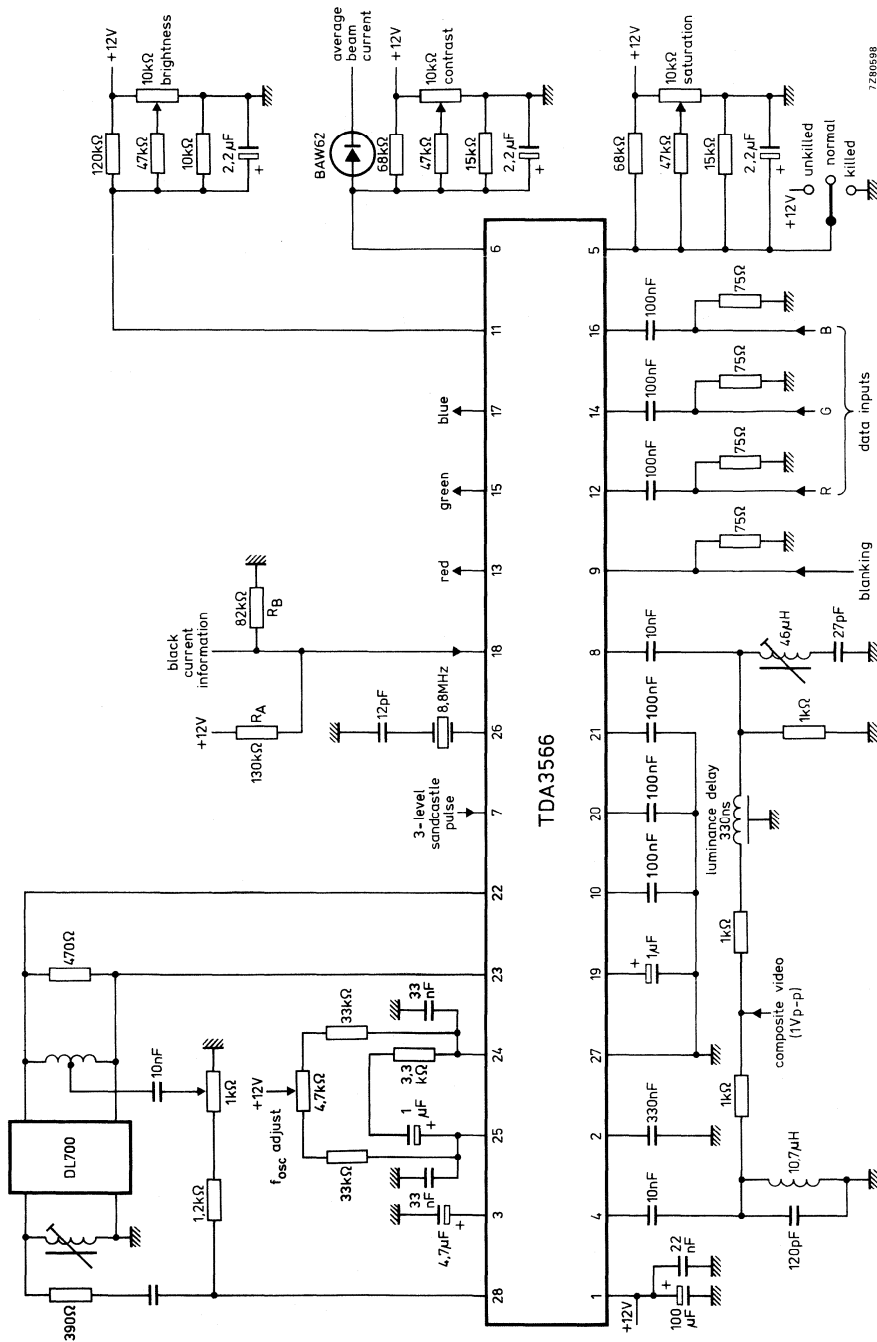 390Ω
DL700
470Ω
10nF
1kΩ
1,2kΩ
+12V
fosc adjust
4,7kΩ
33kΩ
33kΩ
1
µF
+
3,3
kΩ
33
nF
33
nF
4,7µF
+
3-level
sandcastle
pulse
+12V
RA
130kΩ
black
current
information
82kΩ
RB
12pF
8,8MHz
red
green
blue
120kΩ
+12V
47kΩ
10kΩ
brightness
10kΩ
2,2µF
+
average
beam
current
BAW62
+12V
68kΩ
47kΩ
10kΩ
contrast
15kΩ
2,2µF
+
28
3
25
24
23
22
7
26
18
13
15
17
11
6
TDA3566
1
4
2
27
19
10
20
21
8
9
12
14
16
5
+12V
100
µF
+
22
nF
10nF
120pF
10,7µH
330nF
1kΩ
composite video
(1Vp-p)
1kΩ
+
1µF
100nF
100nF
100nF
luminance delay
330ns
1kΩ
10nF
46µH
27pF
75Ω
blanking
100nF
75Ω
R
100nF
75Ω
G
100nF
75Ω
B
data inputs
68kΩ
+12V
47kΩ
10kΩ
saturation
15kΩ
2,2µF
+
+12V
unkilled
normal
killed
7Z80598